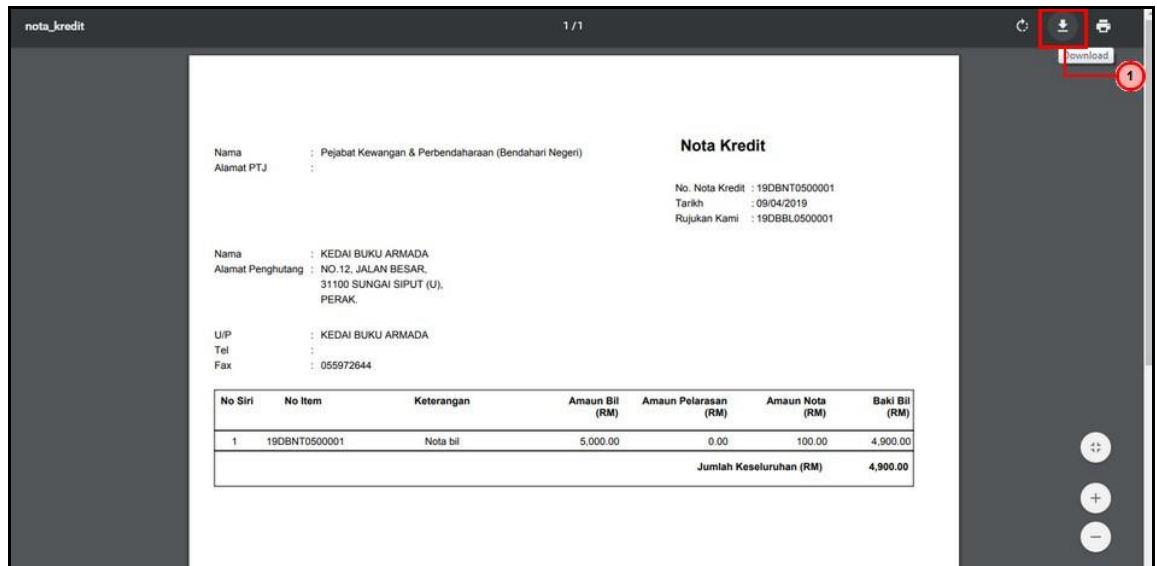 nota_kredit 1 / 1
Download
1
Nota Kredit
Nama : Pejabat Kewangan & Perbendaharaan (Bendahari Negeri)
Alamat PTJ :
No. Nota Kredit : 19DBNT0500001
Tarikh : 09/04/2019
Rujukan Kami : 19DBBL0500001
Nama : KEDAI BUKU ARMADA
Alamat Penghutang : NO.12, JALAN BESAR,
31100 SUNGAI SIPUT (U),
PERAK.
U/P : KEDAI BUKU ARMADA
Tel :
Fax : 055972644
No Siri No Item Keterangan Amaun Bil (RM) Amaun Pelarasan (RM) Amaun Nota (RM) Baki Bil (RM)
1 19DBNT0500001 Nota bil 5,000.00 0.00 100.00 4,900.00
Jumlah Keseluruhan (RM) 4,900.00